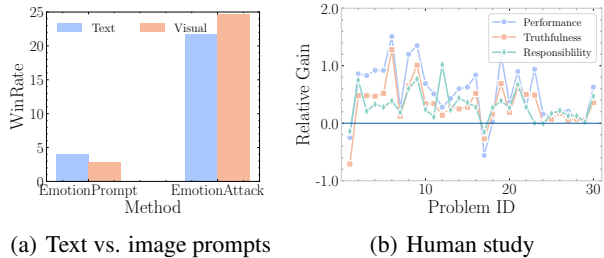 25
20
15
10
5
0
WinRate
Text
Visual
EmotionPrompt
EmotionAttack
Method
(a) Text vs. image prompts
2.0
1.0
0.0
-1.0
Relative Gain
Performance
Truthfulness
Responsiblility
10
20
30
Problem ID
(b) Human study